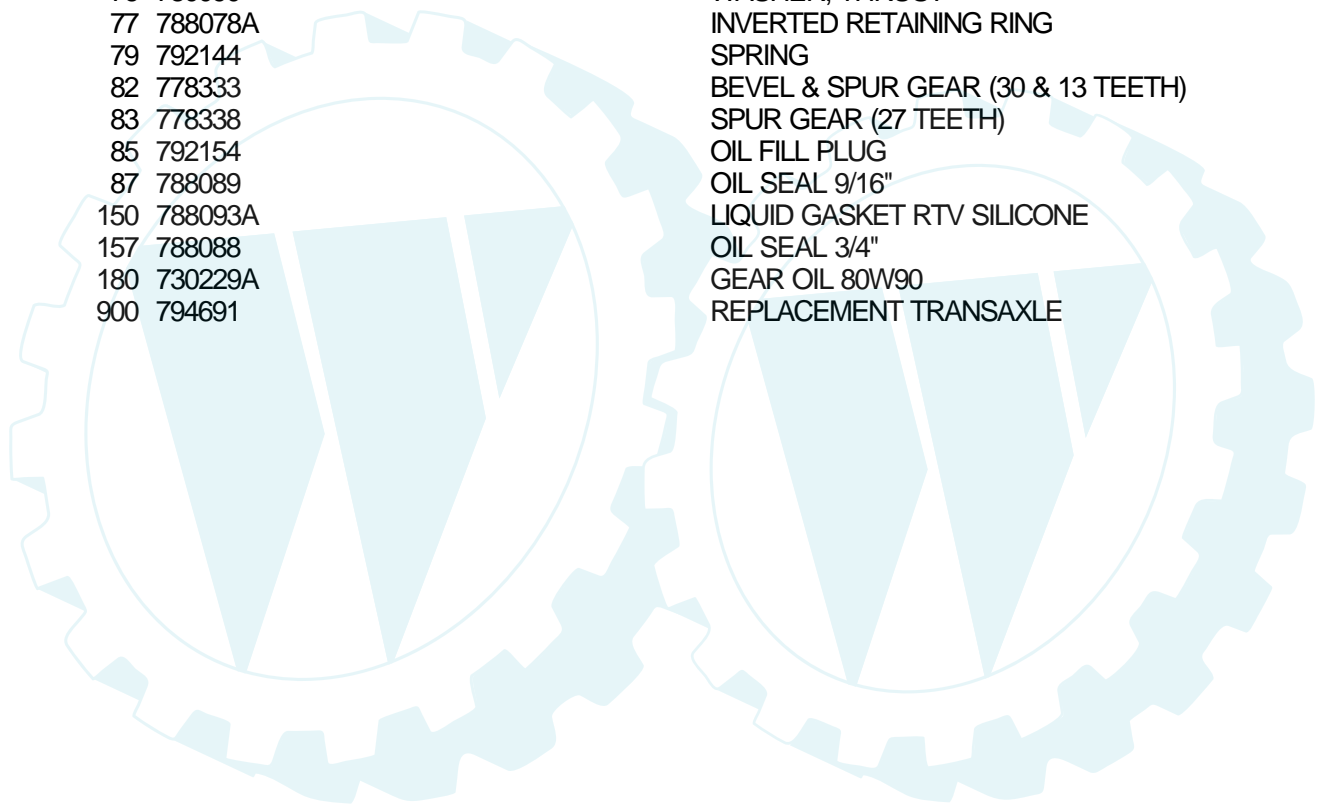 77 788078A INVERTED RETAINING RING
79 792144 SPRING
82 778333 BEVEL & SPUR GEAR (30 & 13 TEETH)
83 778338 SPUR GEAR (27 TEETH)
85 792154 OIL FILL PLUG
87 788089 OIL SEAL 9/16"
150 788093A LIQUID GASKET RTV SILICONE
157 788088 OIL SEAL 3/4"
180 730229A GEAR OIL 80W90
900 794691 REPLACEMENT TRANSAXLE